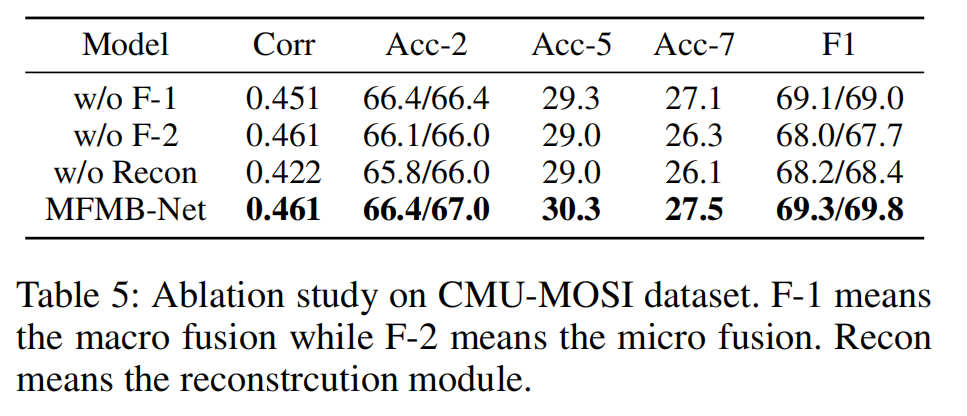 Model Corr Acc-2 Acc-5 Acc-7 F1
w/o F-1 0.451 66.4/66.4 29.3 27.1 69.1/69.0
w/o F-2 0.461 66.1/66.0 29.0 26.3 68.0/67.7
w/o Recon 0.422 65.8/66.0 29.0 26.1 68.2/68.4
MFMB-Net 0.461 66.4/67.0 30.3 27.5 69.3/69.8
Table 5: Ablation study on CMU-MOSI dataset. F-1 means
the macro fusion while F-2 means the micro fusion. Recon
means the reconstrcution module.